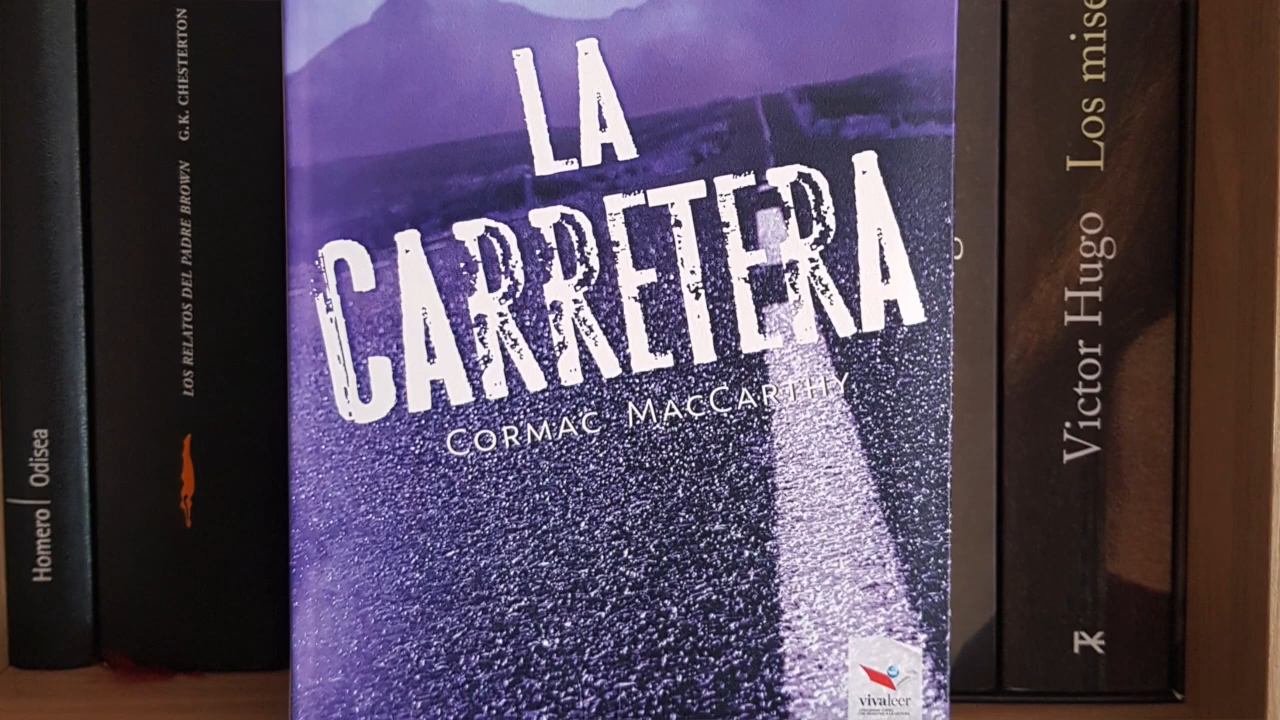 Homero | Odisea
LOS RELATOS DEL PADRE BROWN G.K. CHESTERTON
LA
CARRETERA
CORMAC MACCARTHY
vivaleer
Victor Hugo Los mise